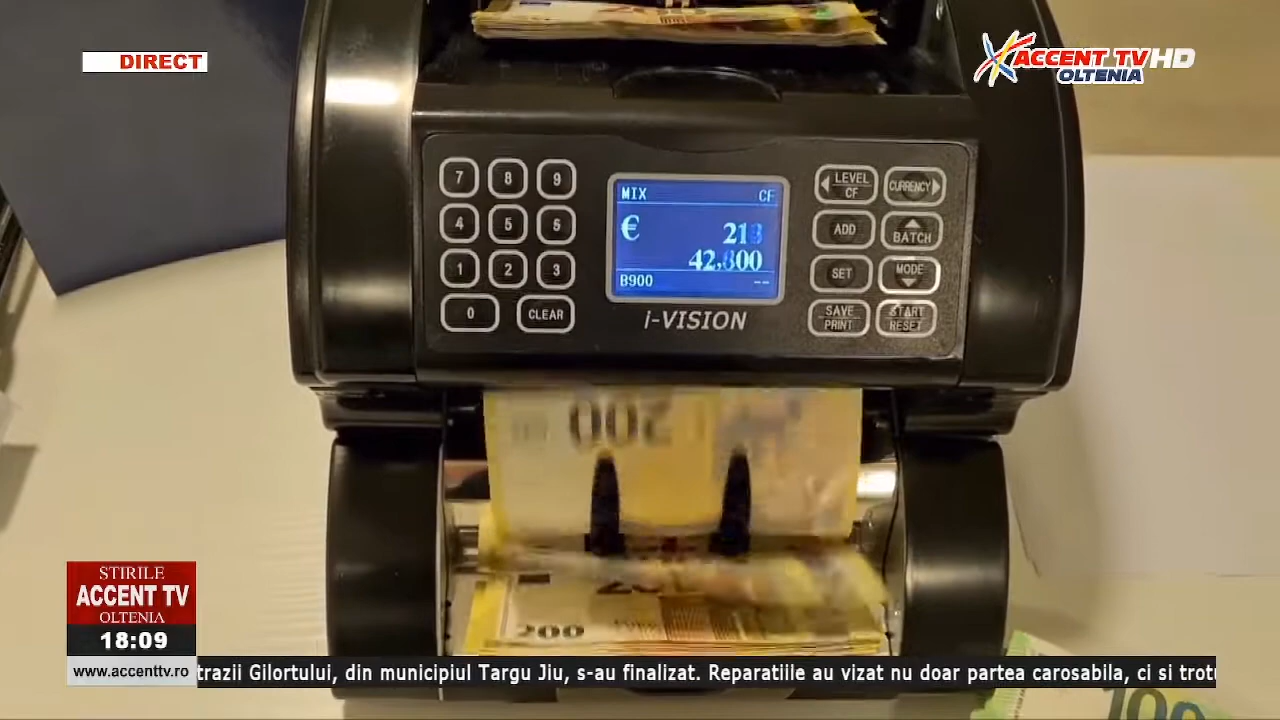 DIRECT
ACCENT TV HD
OLTENIA
7 8 9
4 5 6
1 2 3
0 CLEAR
MIX CF
€
B900 --
i-VISION
LEVEL CF CURRENCY
ADD BATCH
SET MODE
SAVE PRINT START RESET
200
200
STIRILE
ACCENT TV
OLTENIA
18:09
www.accenttv.ro
trazii Gilortului, din municipiul Targu Jiu, s-au finalizat. Reparatiile au vizat nu doar partea carosabila, ci si trotu
100